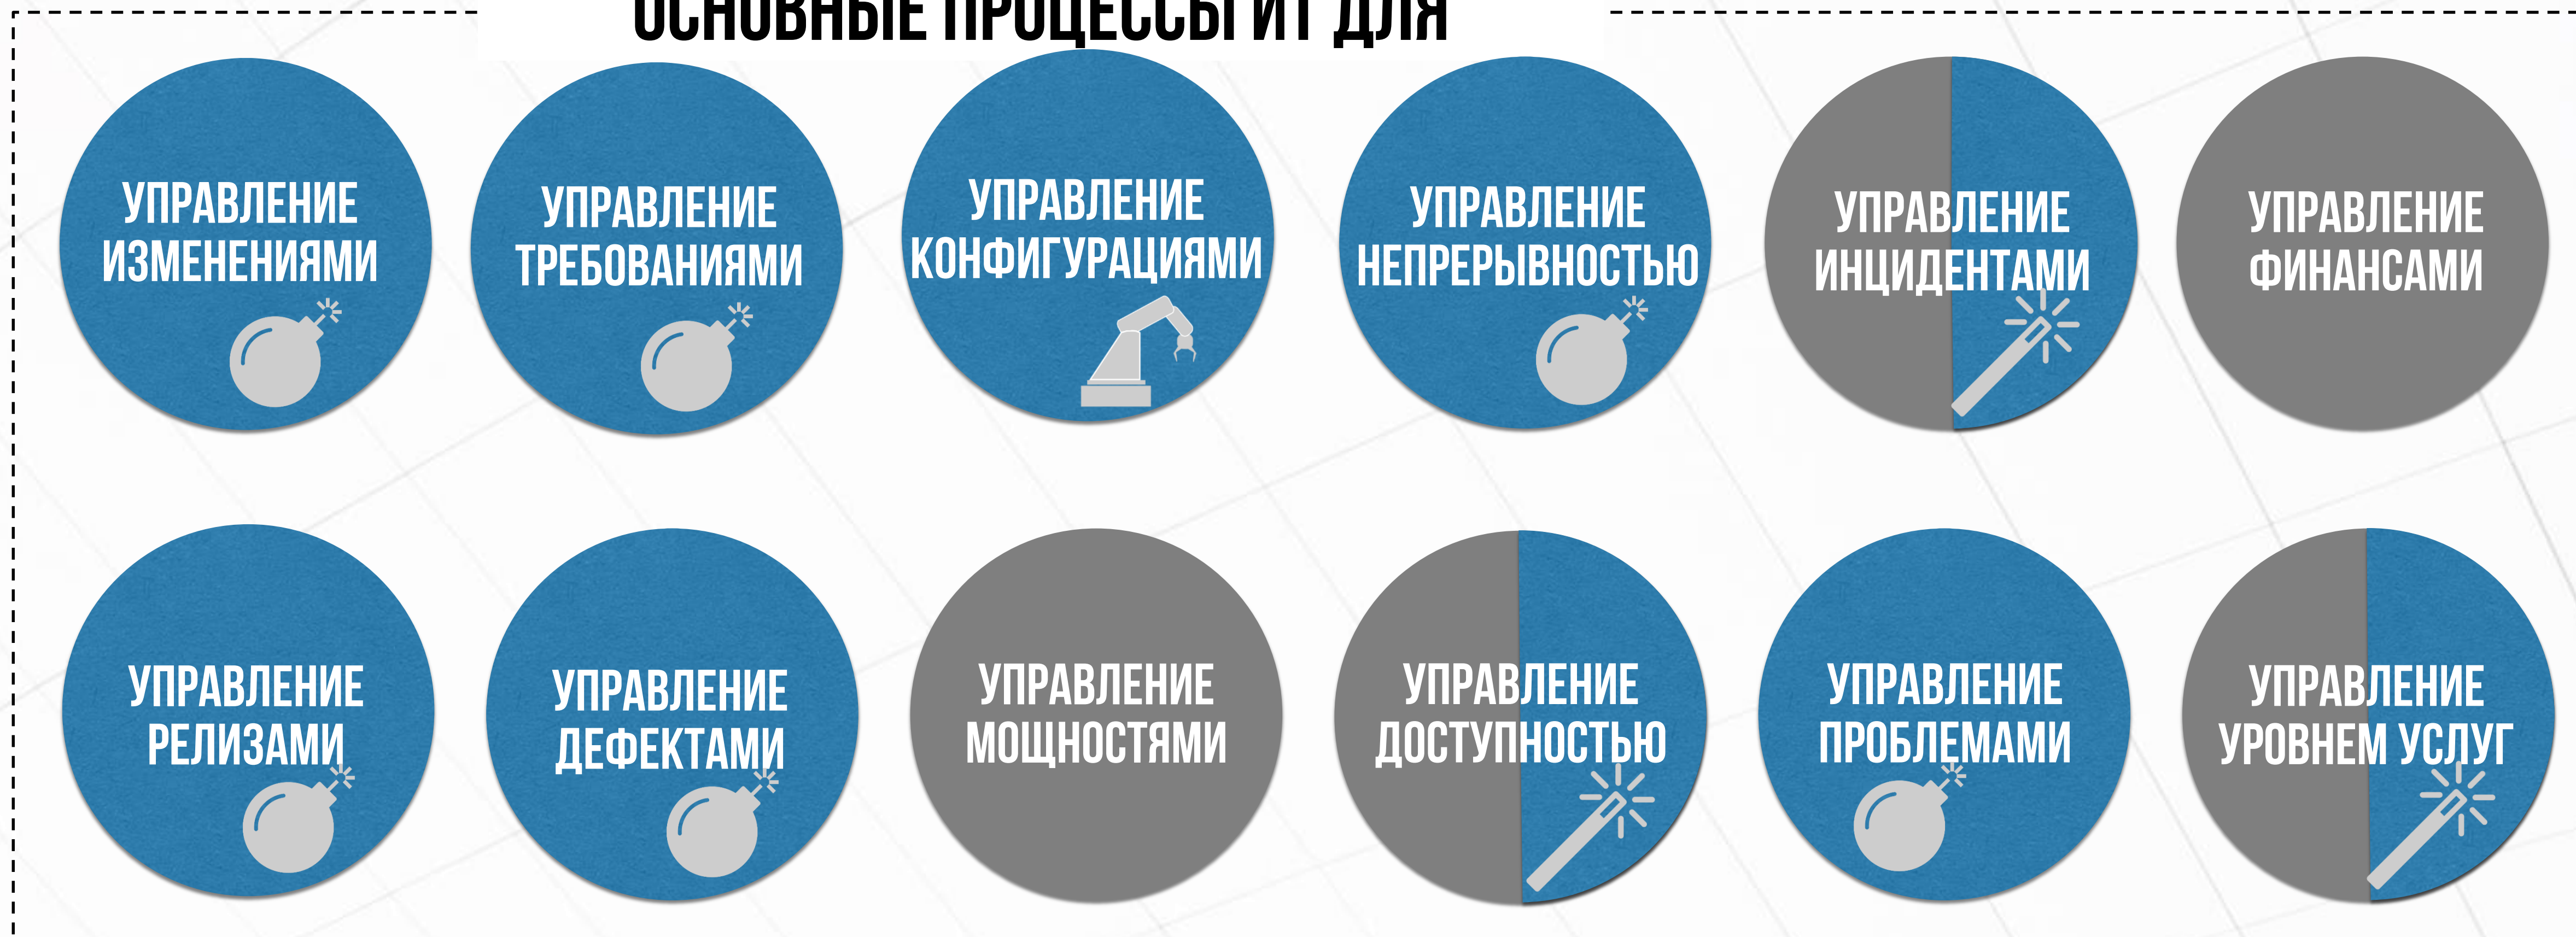 ОСНОВНЫЕ ПРОЦЕССЫ ИТ ДЛЯ
УПРАВЛЕНИЕ
ИЗМЕНЕНИЯМИ
УПРАВЛЕНИЕ
ТРЕБОВАНИЯМИ
УПРАВЛЕНИЕ
КОНФИГУРАЦИЯМИ
УПРАВЛЕНИЕ
НЕПРЕРЫВНОСТЬЮ
УПРАВЛЕНИЕ
ИНЦИДЕНТАМИ
УПРАВЛЕНИЕ
ФИНАНСАМИ
УПРАВЛЕНИЕ
РЕЛИЗАМИ
УПРАВЛЕНИЕ
ДЕФЕКТАМИ
УПРАВЛЕНИЕ
МОЩНОСТЯМИ
УПРАВЛЕНИЕ
ДОСТУПНОСТЬЮ
УПРАВЛЕНИЕ
ПРОБЛЕМАМИ
УПРАВЛЕНИЕ
УРОВНЕМ УСЛУГ